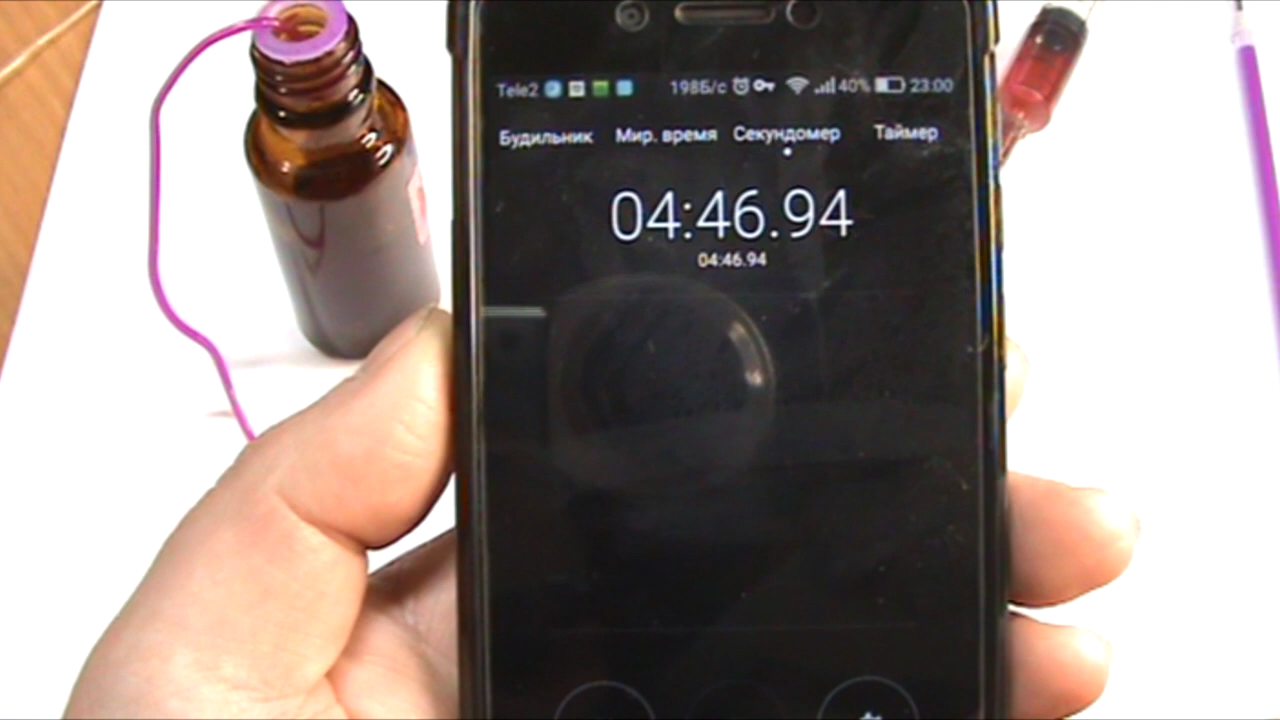 Tele2 198Б/с 40% 23:00
Будильник Мир. время Секундомер Таймер
04:46.94
04:46.94